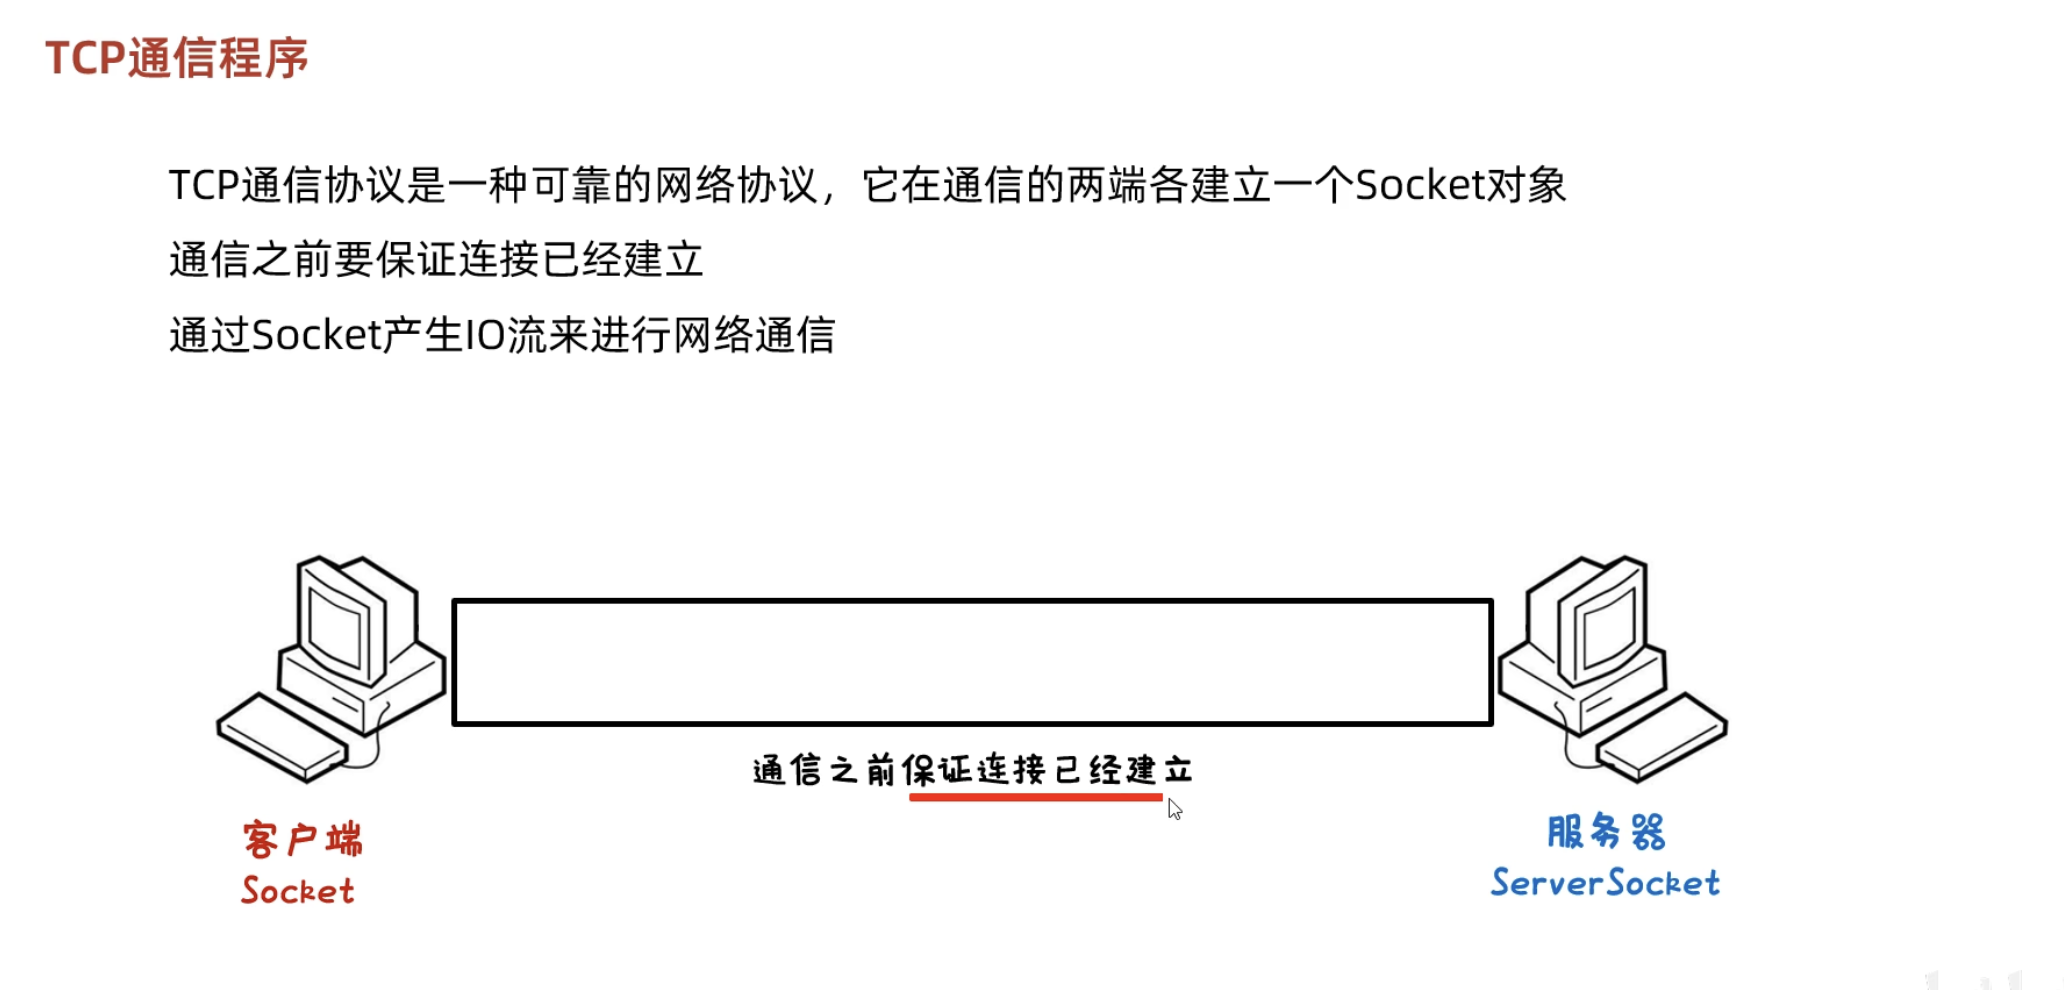 TCP通信程序
TCP通信协议是一种可靠的网络协议，它在通信的两端各建立一个Socket对象
通信之前要保证连接已经建立
通过Socket产生IO流来进行网络通信
通信之前保证连接已经建立
客户端
Socket
服务器
ServerSocket